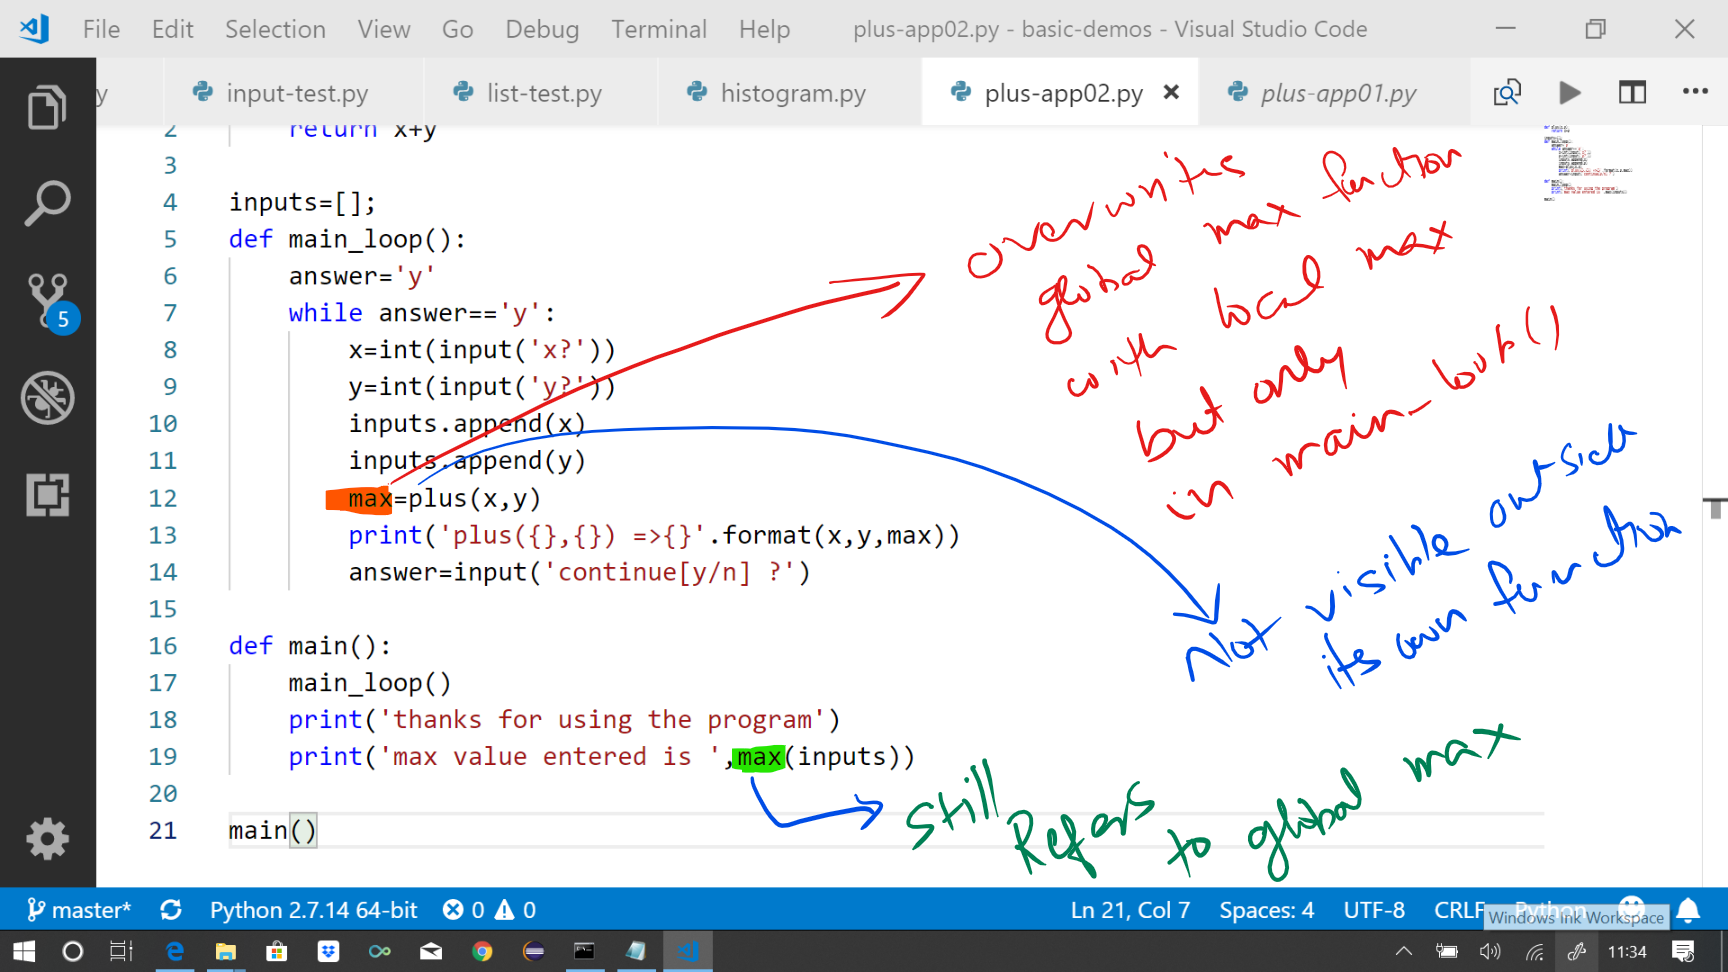 File Edit Selection View Go Debug Terminal Help plus-app02.py - basic-demos - Visual Studio Code
y input-test.py list-test.py histogram.py plus-app02.py plus-app01.py
2 return x+y
3
4 inputs=[];
5 def main_loop():
6 answer='y'
7 while answer=='y':
8 x=int(input('x?'))
9 y=int(input('y?'))
10 inputs.append(x)
11 inputs.append(y)
12 max=plus(x,y)
13 print('plus({},{}) =>{}'.format(x,y,max))
14 answer=input('continue[y/n] ?')
15
16 def main():
17 main_loop()
18 print('thanks for using the program')
19 print('max value entered is ',max(inputs))
20
21 main()
overwrites
global max function
with local max
but only
in main_loop()
Not visible outside
its own function
still
Refers to global max
5
master* Python 2.7.14 64-bit 0 0 Ln 21, Col 7 Spaces: 4 UTF-8 CRLF Python
Windows Ink Workspace
11:34